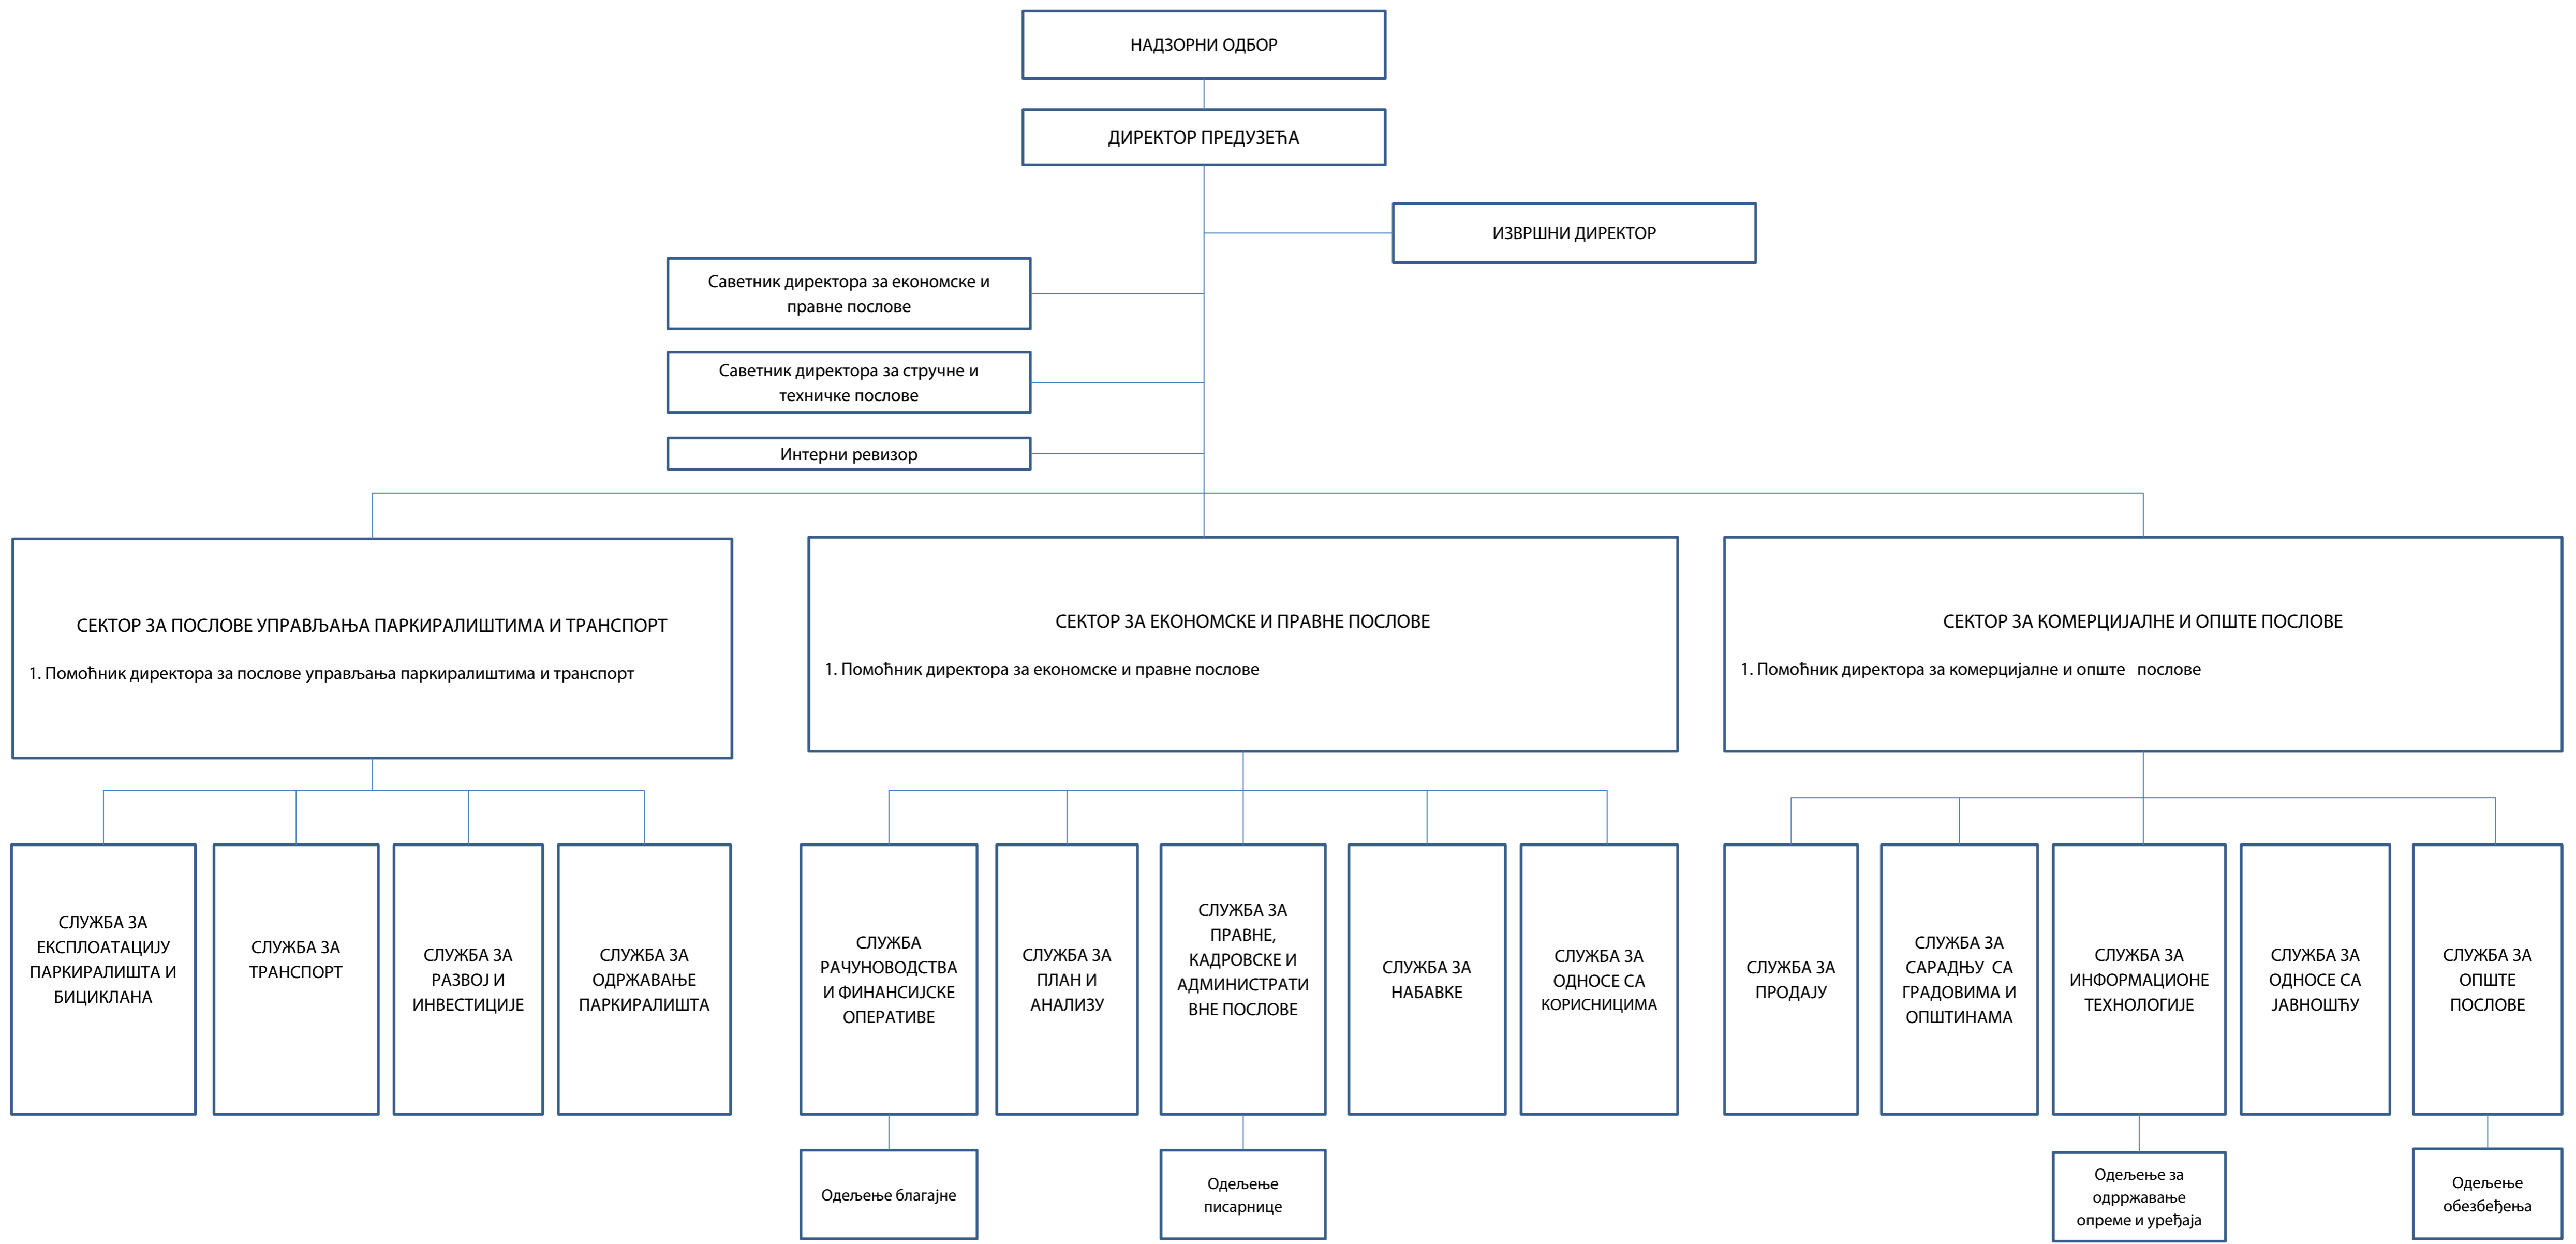 НАДЗОРНИ ОДБОР
ДИРЕКТОР ПРЕДУЗЕЋА
ИЗВРШНИ ДИРЕКТОР
Саветник директора за економске и
правне послове
Саветник директора за стручне и
техничке послове
Интерни ревизор
СЕКТОР ЗА ПОСЛОВЕ УПРАВЉАЊА ПАРКИРАЛИШТИМА И ТРАНСПОРТ
1. Помоћник директора за послове управљања паркиралиштима и транспорт
СЕКТОР ЗА ЕКОНОМСКЕ И ПРАВНЕ ПОСЛОВЕ
1. Помоћник директора за економске и правне послове
СЕКТОР ЗА КОМЕРЦИЈАЛНЕ И ОПШТЕ ПОСЛОВЕ
1. Помоћник директора за комерцијалне и опште послове
СЛУЖБА ЗА
ЕКСПЛОАТАЦИЈУ
ПАРКИРАЛИШТА И
БИЦИКЛАНА
СЛУЖБА ЗА
ТРАНСПОРТ
СЛУЖБА ЗА
РАЗВОЈ И
ИНВЕСТИЦИЈЕ
СЛУЖБА ЗА
ОДРЖАВАЊЕ
ПАРКИРАЛИШТА
СЛУЖБА
РАЧУНОВОДСТВА
И ФИНАНСИЈСКЕ
ОПЕРАТИВЕ
СЛУЖБА ЗА
ПЛАН И
АНАЛИЗУ
СЛУЖБА ЗА
ПРАВНЕ,
КАДРОВСКЕ И
АДМИНИСТРАТИ
ВНЕ ПОСЛОВЕ
СЛУЖБА ЗА
НАБАВКЕ
СЛУЖБА ЗА
ОДНОСЕ СА
КОРИСНИЦИМА
СЛУЖБА ЗА
ПРОДАЈУ
СЛУЖБА ЗА
САРАДЊУ СА
ГРАДОВИМА И
ОПШТИНАМА
СЛУЖБА ЗА
ИНФОРМАЦИОНЕ
ТЕХНОЛОГИЈЕ
СЛУЖБА ЗА
ОДНОСЕ СА
ЈАВНОШЋУ
СЛУЖБА ЗА
ОПШТЕ
ПОСЛОВЕ
Одељење благајне
Одељење
писарнице
Одељење за
одрржавање
опреме и уређаја
Одељење
обезбеђења